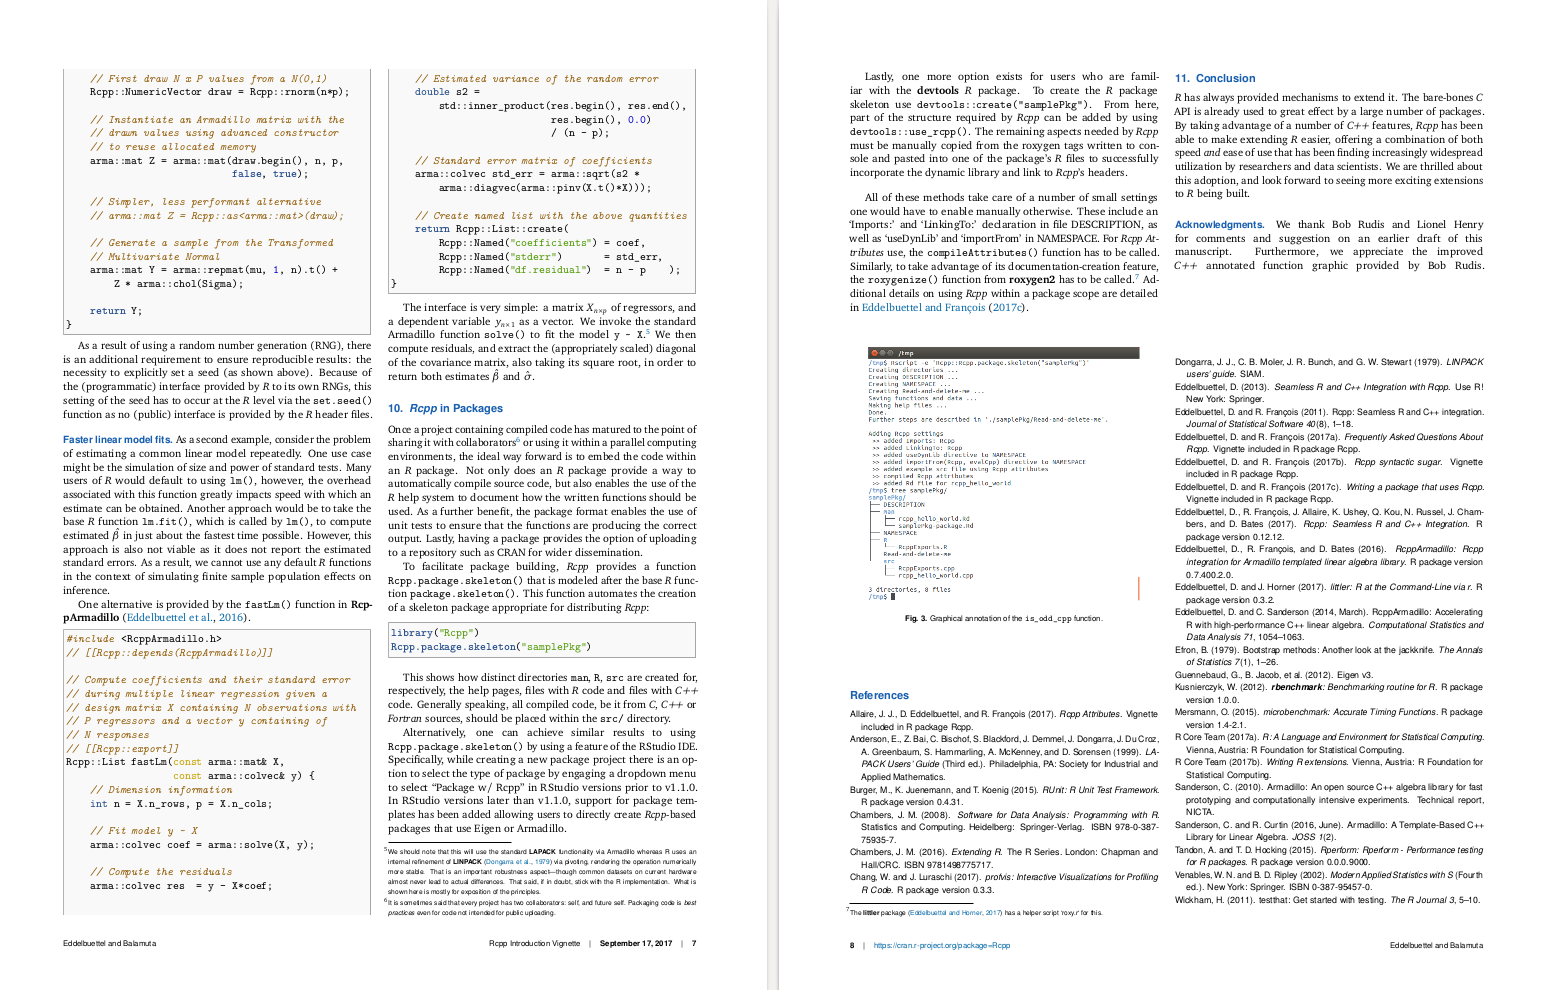 // First draw N x P values from a N(0,1)
Rcpp::NumericVector draw = Rcpp::rnorm(n*p);
// Instantiate an Armadillo matrix with the
// drawn values using advanced constructor
// to reuse allocated memory
arma::mat Z = arma::mat(draw.begin(), n, p,
false, true);
// Simpler, less performant alternative
// arma::mat Z = Rcpp::as<arma::mat>(draw);
// Generate a sample from the Transformed
// Multivariate Normal
arma::mat Y = arma::repmat(mu, 1, n).t() +
Z * arma::chol(Sigma);
return Y;
}
As a result of using a random number generation (RNG), there
is an additional requirement to ensure reproducible results: the
necessity to explicitly set a seed (as shown above). Because of
the (programmatic) interface provided by R to its own RNGs, this
setting of the seed has to occur at the R level via the set.seed()
function as no (public) interface is provided by the R header files.
Faster linear model fits. As a second example, consider the problem
of estimating a common linear model repeatedly. One use case
might be the simulation of size and power of standard tests. Many
users of R would default to using lm(), however, the overhead
associated with this function greatly impacts speed with which an
estimate can be obtained. Another approach would be to take the
base R function lm.fit(), which is called by lm(), to compute
estimated β̂ in just about the fastest time possible. However, this
approach is also not viable as it does not report the estimated
standard errors. As a result, we cannot use any default R functions
in the context of simulating finite sample population effects on
inference.
One alternative is provided by the fastLm() function in Rcp-
pArmadillo (Eddelbuettel et al., 2016).
#include <RcppArmadillo.h>
// [[Rcpp::depends(RcppArmadillo)]]
// Compute coefficients and their standard error
// during multiple linear regression given a
// design matrix X containing N observations with
// P regressors and a vector y containing of
// N responses
// [[Rcpp::export]]
Rcpp::List fastLm(const arma::mat& X,
const arma::colvec& y) {
// Dimension information
int n = X.n_rows, p = X.n_cols;
// Fit model y ~ X
arma::colvec coef = arma::solve(X, y);
// Compute the residuals
arma::colvec res  = y - X*coef;
// Estimated variance of the random error
double s2 =
std::inner_product(res.begin(), res.end(),
res.begin(), 0.0)
/ (n - p);
// Standard error matrix of coefficients
arma::colvec std_err = arma::sqrt(s2 *
arma::diagvec(arma::pinv(X.t()*X)));
// Create named list with the above quantities
return Rcpp::List::create(
Rcpp::Named("coefficients") = coef,
Rcpp::Named("stderr")       = std_err,
Rcpp::Named("df.residual")  = n - p    );
}
The interface is very simple: a matrix Xn×p of regressors, and
a dependent variable yn×1 as a vector. We invoke the standard
Armadillo function solve() to fit the model y ~ X.5 We then
compute residuals, and extract the (appropriately scaled) diagonal
of the covariance matrix, also taking its square root, in order to
return both estimates β̂ and σ̂.
10. Rcpp in Packages
Once a project containing compiled code has matured to the point of
sharing it with collaborators6 or using it within a parallel computing
environments, the ideal way forward is to embed the code within
an R package. Not only does an R package provide a way to
automatically compile source code, but also enables the use of the
R help system to document how the written functions should be
used. As a further benefit, the package format enables the use of
unit tests to ensure that the functions are producing the correct
output. Lastly, having a package provides the option of uploading
to a repository such as CRAN for wider dissemination.
To facilitate package building, Rcpp provides a function
Rcpp.package.skeleton() that is modeled after the base R func-
tion package.skeleton(). This function automates the creation
of a skeleton package appropriate for distributing Rcpp:
library("Rcpp")
Rcpp.package.skeleton("samplePkg")
This shows how distinct directories man, R, src are created for,
respectively, the help pages, files with R code and files with C++
code. Generally speaking, all compiled code, be it from C, C++ or
Fortran sources, should be placed within the src/ directory.
Alternatively, one can achieve similar results to using
Rcpp.package.skeleton() by using a feature of the RStudio IDE.
Specifically, while creating a new package project there is an op-
tion to select the type of package by engaging a dropdown menu
to select “Package w/ Rcpp” in RStudio versions prior to v1.1.0.
In RStudio versions later than v1.1.0, support for package tem-
plates has been added allowing users to directly create Rcpp-based
packages that use Eigen or Armadillo.
5 We should note that this will use the standard LAPACK functionality via Armadillo whereas R uses an
internal refinement of LINPACK (Dongarra et al., 1979) via pivoting, rendering the operation numerically
more stable. That is an important robustness aspect—though common datasets on current hardware
almost never lead to actual differences. That said, if in doubt, stick with the R implementation. What is
shown here is mostly for exposition of the principles.
6 It is sometimes said that every project has two collaborators: self, and future self. Packaging code is best
practices even for code not intended for public uploading.
Eddelbuettel and Balamuta
Rcpp Introduction Vignette | September 17, 2017 | 7
Lastly, one more option exists for users who are famil-
iar with the devtools R package. To create the R package
skeleton use devtools::create("samplePkg"). From here,
part of the structure required by Rcpp can be added by using
devtools::use_rcpp(). The remaining aspects needed by Rcpp
must be manually copied from the roxygen tags written to con-
sole and pasted into one of the package’s R files to successfully
incorporate the dynamic library and link to Rcpp’s headers.
All of these methods take care of a number of small settings
one would have to enable manually otherwise. These include an
‘Imports:’ and ‘LinkingTo:’ declaration in file DESCRIPTION, as
well as ‘useDynLib’ and ‘importFrom’ in NAMESPACE. For Rcpp At-
tributes use, the compileAttributes() function has to be called.
Similarly, to take advantage of its documentation-creation feature,
the roxygenize() function from roxygen2 has to be called.7 Ad-
ditional details on using Rcpp within a package scope are detailed
in Eddelbuettel and François (2017c).
/tmp
/tmp$ Rscript -e 'Rcpp::Rcpp.package.skeleton("samplePkg")'
Creating directories ...
Creating DESCRIPTION ...
Creating NAMESPACE ...
Creating Read-and-delete-me ...
Saving functions and data ...
Making help files ...
Done.
Further steps are described in './samplePkg/Read-and-delete-me'.
Adding Rcpp settings
>> added Imports: Rcpp
>> added LinkingTo: Rcpp
>> added useDynLib directive to NAMESPACE
>> added importFrom(Rcpp, evalCpp) directive to NAMESPACE
>> added example src file using Rcpp attributes
>> compiled Rcpp attributes
>> added Rd file for rcpp_hello_world
/tmp$ tree samplePkg/
samplePkg/
├── DESCRIPTION
├── man
│   ├── rcpp_hello_world.Rd
│   └── samplePkg-package.Rd
├── NAMESPACE
├── R
│   └── RcppExports.R
├── Read-and-delete-me
└── src
├── RcppExports.cpp
└── rcpp_hello_world.cpp
3 directories, 8 files
/tmp$
Fig. 3. Graphical annotation of the is_odd_cpp function.
References
Allaire, J. J., D. Eddelbuettel, and R. François (2017). Rcpp Attributes. Vignette
included in R package Rcpp.
Anderson, E., Z. Bai, C. Bischof, S. Blackford, J. Demmel, J. Dongarra, J. Du Croz,
A. Greenbaum, S. Hammarling, A. McKenney, and D. Sorensen (1999). LA-
PACK Users’ Guide (Third ed.). Philadelphia, PA: Society for Industrial and
Applied Mathematics.
Burger, M., K. Juenemann, and T. Koenig (2015). RUnit: R Unit Test Framework.
R package version 0.4.31.
Chambers, J. M. (2008). Software for Data Analysis: Programming with R.
Statistics and Computing. Heidelberg: Springer-Verlag. ISBN 978-0-387-
75935-7.
Chambers, J. M. (2016). Extending R. The R Series. London: Chapman and
Hall/CRC. ISBN 9781498775717.
Chang, W. and J. Luraschi (2017). profvis: Interactive Visualizations for Profiling
R Code. R package version 0.3.3.
7 The littler package (Eddelbuettel and Horner, 2017) has a helper script ‘roxy.r’ for this.
11. Conclusion
R has always provided mechanisms to extend it. The bare-bones C
API is already used to great effect by a large number of packages.
By taking advantage of a number of C++ features, Rcpp has been
able to make extending R easier, offering a combination of both
speed and ease of use that has been finding increasingly widespread
utilization by researchers and data scientists. We are thrilled about
this adoption, and look forward to seeing more exciting extensions
to R being built.
Acknowledgments. We thank Bob Rudis and Lionel Henry
for comments and suggestion on an earlier draft of this
manuscript. Furthermore, we appreciate the improved
C++ annotated function graphic provided by Bob Rudis.
Dongarra, J. J., C. B. Moler, J. R. Bunch, and G. W. Stewart (1979). LINPACK
users’ guide. SIAM.
Eddelbuettel, D. (2013). Seamless R and C++ Integration with Rcpp. Use R!
New York: Springer.
Eddelbuettel, D. and R. François (2011). Rcpp: Seamless R and C++ integration.
Journal of Statistical Software 40(8), 1–18.
Eddelbuettel, D. and R. François (2017a). Frequently Asked Questions About
Rcpp. Vignette included in R package Rcpp.
Eddelbuettel, D. and R. François (2017b). Rcpp syntactic sugar. Vignette
included in R package Rcpp.
Eddelbuettel, D. and R. François (2017c). Writing a package that uses Rcpp.
Vignette included in R package Rcpp.
Eddelbuettel, D., R. François, J. Allaire, K. Ushey, Q. Kou, N. Russel, J. Cham-
bers, and D. Bates (2017). Rcpp: Seamless R and C++ Integration. R
package version 0.12.12.
Eddelbuettel, D., R. François, and D. Bates (2016). RcppArmadillo: Rcpp
integration for Armadillo templated linear algebra library. R package version
0.7.400.2.0.
Eddelbuettel, D. and J. Horner (2017). littler: R at the Command-Line via r. R
package version 0.3.2.
Eddelbuettel, D. and C. Sanderson (2014, March). RcppArmadillo: Accelerating
R with high-performance C++ linear algebra. Computational Statistics and
Data Analysis 71, 1054–1063.
Efron, B. (1979). Bootstrap methods: Another look at the jackknife. The Annals
of Statistics 7(1), 1–26.
Guennebaud, G., B. Jacob, et al. (2012). Eigen v3.
Kusnierczyk, W. (2012). rbenchmark: Benchmarking routine for R. R package
version 1.0.0.
Mersmann, O. (2015). microbenchmark: Accurate Timing Functions. R package
version 1.4-2.1.
R Core Team (2017a). R: A Language and Environment for Statistical Computing.
Vienna, Austria: R Foundation for Statistical Computing.
R Core Team (2017b). Writing R extensions. Vienna, Austria: R Foundation for
Statistical Computing.
Sanderson, C. (2010). Armadillo: An open source C++ algebra library for fast
prototyping and computationally intensive experiments. Technical report,
NICTA.
Sanderson, C. and R. Curtin (2016, June). Armadillo: A Template-Based C++
Library for Linear Algebra. JOSS 1(2).
Tandon, A. and T. D. Hocking (2015). Rperform: Rperform - Performance testing
for R packages. R package version 0.0.0.9000.
Venables, W. N. and B. D. Ripley (2002). Modern Applied Statistics with S (Fourth
ed.). New York: Springer. ISBN 0-387-95457-0.
Wickham, H. (2011). testthat: Get started with testing. The R Journal 3, 5–10.
8 | https://cran.r-project.org/package=Rcpp
Eddelbuettel and Balamuta